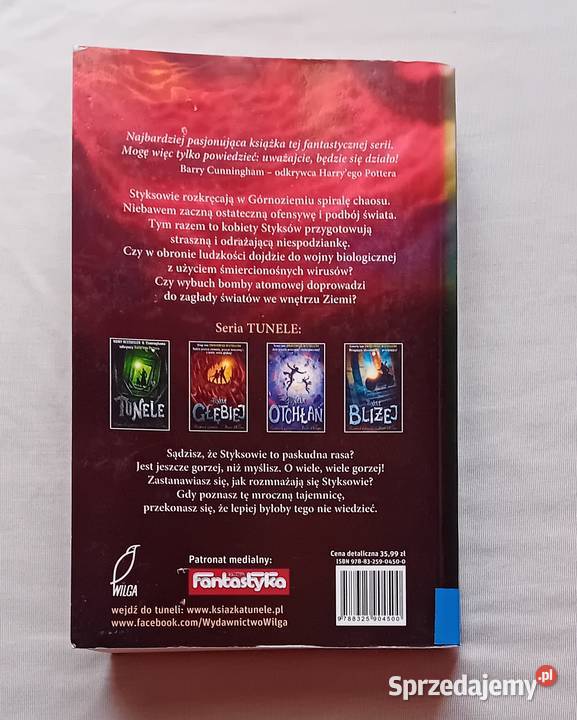 Najbardziej pasjonująca książka tej fantastycznej serii.
Mogę więc tylko powiedzieć: uważajcie, będzie się działo!
Barry Cunningham – odkrywca Harry'ego Pottera
Styksowie rozkręcają w Górnoziemiu spiralę chaosu.
Niebawem zaczną ostateczną ofensywę i podbój świata.
Tym razem to kobiety Styksów przygotowują
straszną i odrażającą niespodziankę.
Czy w obronie ludzkości dojdzie do wojny biologicznej
z użyciem śmiercionośnych wirusów?
Czy wybuch bomby atomowej doprowadzi
do zagłady światów we wnętrzu Ziemi?
Seria TUNELE:
TUNELE
GŁĘBIEJ
OTCHŁAŃ
BLIŻEJ
Sądzisz, że Styksowie to paskudna rasa?
Jest jeszcze gorzej, niż myślisz. O wiele, wiele gorzej!
Zastanawiasz się, jak rozmnażają się Styksowie?
Gdy poznasz tę mroczną tajemnicę,
przekonasz się, że lepiej byłoby tego nie wiedzieć.
WILGA
Patronat medialny:
Fantastyka
Cena detaliczna 35,99 zł
ISBN 978-83-259-0450-0
9788325904500
wejdź do tuneli: www.ksiazkatunele.pl
www.facebook.com/WydawnictwoWilga
Sprzedajemy.pl